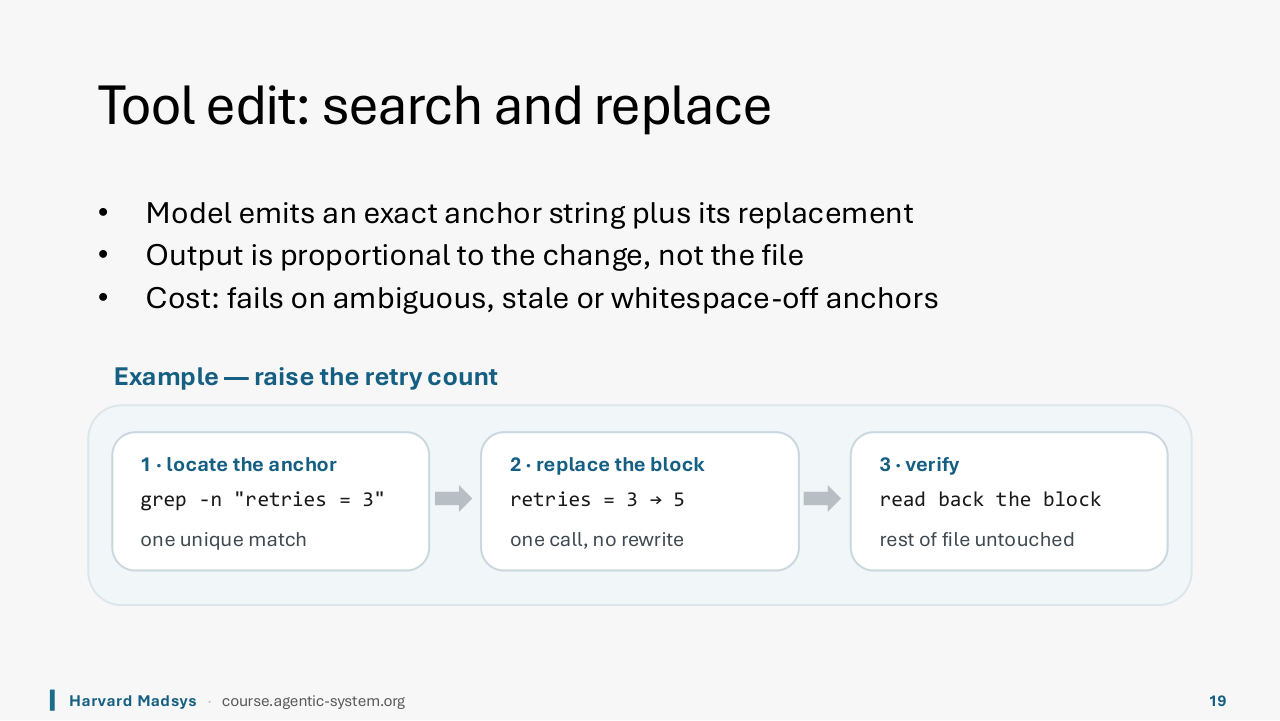 Tool edit: search and replace
• Model emits an exact anchor string plus its replacement
• Output is proportional to the change, not the file
• Cost: fails on ambiguous, stale or whitespace-off anchors
Example — raise the retry count
1 · locate the anchor
grep -n "retries = 3"
one unique match
2 · replace the block
retries = 3 → 5
one call, no rewrite
3 · verify
read back the block
rest of file untouched
Harvard Madsys · course.agentic-system.org
19